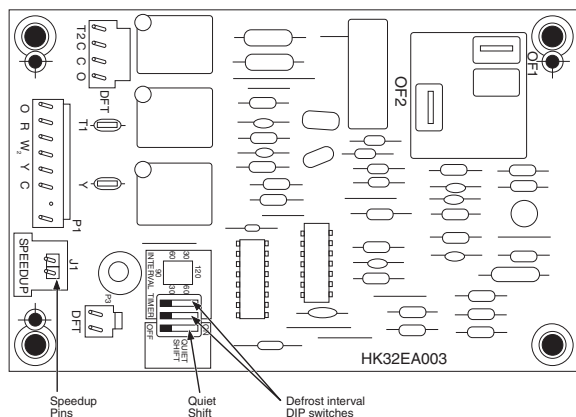 T2 C C O
DFT
T1
O R W2 Y C
Y
P1
SPEEDUP
J1
P3
DFT
OF1
OF2
30
60
120
90
30
60
INTERVAL TIMER
OFF
ON
QUIET
SHIFT
HK32EA003
Speedup
Pins
Quiet
Shift
Defrost interval
DIP switches